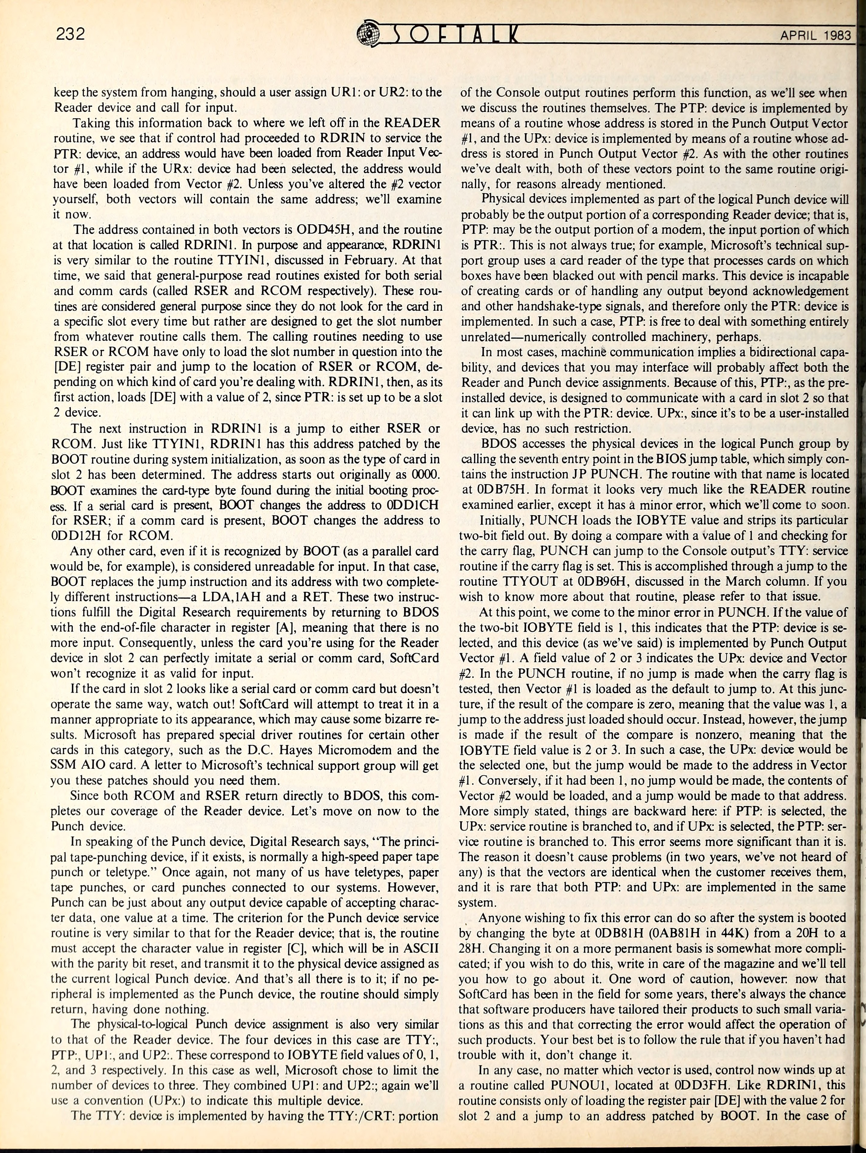 232
SOFTALK
APRIL 1983
keep the system from hanging, should a user assign UR1: or UR2: to the
Reader device and call for input.
Taking this information back to where we left off in the READER
routine, we see that if control had proceeded to RDRIN to service the
PTR: device, an address would have been loaded from Reader Input Vec-
tor #1, while if the URx: device had been selected, the address would
have been loaded from Vector #2. Unless you've altered the #2 vector
yourself, both vectors will contain the same address; we'll examine
it now.
The address contained in both vectors is ODD45H, and the routine
at that location is called RDRIN1. In purpose and appearance, RDRIN1
is very similar to the routine TTYIN1, discussed in February. At that
time, we said that general-purpose read routines existed for both serial
and comm cards (called RSER and RCOM respectively). These rou-
tines are considered general purpose since they do not look for the card in
a specific slot every time but rather are designed to get the slot number
from whatever routine calls them. The calling routines needing to use
RSER or RCOM have only to load the slot number in question into the
[DE] register pair and jump to the location of RSER or RCOM, de-
pending on which kind of card you're dealing with. RDRIN1, then, as its
first action, loads [DE] with a value of 2, since PTR: is set up to be a slot
2 device.
The next instruction in RDRIN1 is a jump to either RSER or
RCOM. Just like TTYIN1, RDRIN1 has this address patched by the
BOOT routine during system initialization, as soon as the type of card in
slot 2 has been determined. The address starts out originally as 0000.
BOOT examines the card-type byte found during the initial booting proc-
ess. If a serial card is present, BOOT changes the address to 0DD1CH
for RSER; if a comm card is present, BOOT changes the address to
0DD12H for RCOM.
Any other card, even if it is recognized by BOOT (as a parallel card
would be, for example), is considered unreadable for input. In that case,
BOOT replaces the jump instruction and its address with two complete-
ly different instructions—a LDA,1AH and a RET. These two instruc-
tions fulfill the Digital Research requirements by returning to BDOS
with the end-of-file character in register [A], meaning that there is no
more input. Consequently, unless the card you're using for the Reader
device in slot 2 can perfectly imitate a serial or comm card, SoftCard
won't recognize it as valid for input.
If the card in slot 2 looks like a serial card or comm card but doesn't
operate the same way, watch out! SoftCard will attempt to treat it in a
manner appropriate to its appearance, which may cause some bizarre re-
sults. Microsoft has prepared special driver routines for certain other
cards in this category, such as the D.C. Hayes Micromodem and the
SSM AIO card. A letter to Microsoft's technical support group will get
you these patches should you need them.
Since both RCOM and RSER return directly to BDOS, this com-
pletes our coverage of the Reader device. Let's move on now to the
Punch device.
In speaking of the Punch device, Digital Research says, "The princi-
pal tape-punching device, if it exists, is normally a high-speed paper tape
punch or teletype." Once again, not many of us have teletypes, paper
tape punches, or card punches connected to our systems. However,
Punch can be just about any output device capable of accepting charac-
ter data, one value at a time. The criterion for the Punch device service
routine is very similar to that for the Reader device; that is, the routine
must accept the character value in register [C], which will be in ASCII
with the parity bit reset, and transmit it to the physical device assigned as
the current logical Punch device. And that's all there is to it; if no pe-
ripheral is implemented as the Punch device, the routine should simply
return, having done nothing.
The physical-to-logical Punch device assignment is also very similar
to that of the Reader device. The four devices in this case are TTY:,
PTP:, UP1:, and UP2:. These correspond to IOBYTE field values of 0, 1,
2, and 3 respectively. In this case as well, Microsoft chose to limit the
number of devices to three. They combined UP1: and UP2:; again we'll
use a convention (UPx:) to indicate this multiple device.
The TTY: device is implemented by having the TTY:/CRT: portion
of the Console output routines perform this function, as we'll see when
we discuss the routines themselves. The PTP: device is implemented by
means of a routine whose address is stored in the Punch Output Vector
#1, and the UPx: device is implemented by means of a routine whose ad-
dress is stored in Punch Output Vector #2. As with the other routines
we've dealt with, both of these vectors point to the same routine origi-
nally, for reasons already mentioned.
Physical devices implemented as part of the logical Punch device will
probably be the output portion of a corresponding Reader device; that is,
PTP: may be the output portion of a modem, the input portion of which
is PTR:. This is not always true; for example, Microsoft's technical sup-
port group uses a card reader of the type that processes cards on which
boxes have been blacked out with pencil marks. This device is incapable
of creating cards or of handling any output beyond acknowledgement
and other handshake-type signals, and therefore only the PTR: device is
implemented. In such a case, PTP: is free to deal with something entirely
unrelated—numerically controlled machinery, perhaps.
In most cases, machine communication implies a bidirectional capa-
bility, and devices that you may interface will probably affect both the
Reader and Punch device assignments. Because of this, PTP:, as the pre-
installed device, is designed to communicate with a card in slot 2 so that
it can link up with the PTR: device. UPx:, since it's to be a user-installed
device, has no such restriction.
BDOS accesses the physical devices in the logical Punch group by
calling the seventh entry point in the BIOS jump table, which simply con-
tains the instruction JP PUNCH. The routine with that name is located
at 0DB75H. In format it looks very much like the READER routine
examined earlier, except it has a minor error, which we'll come to soon.
Initially, PUNCH loads the IOBYTE value and strips its particular
two-bit field out. By doing a compare with a value of 1 and checking for
the carry flag, PUNCH can jump to the Console output's TTY: service
routine if the carry flag is set. This is accomplished through a jump to the
routine TTYOUT at 0DB96H, discussed in the March column. If you
wish to know more about that routine, please refer to that issue.
At this point, we come to the minor error in PUNCH. If the value of
the two-bit IOBYTE field is 1, this indicates that the PTP: device is se-
lected, and this device (as we've said) is implemented by Punch Output
Vector #1. A field value of 2 or 3 indicates the UPx: device and Vector
#2. In the PUNCH routine, if no jump is made when the carry flag is
tested, then Vector #1 is loaded as the default to jump to. At this junc-
ture, if the result of the compare is zero, meaning that the value was 1, a
jump to the address just loaded should occur. Instead, however, the jump
is made if the result of the compare is nonzero, meaning that the
IOBYTE field value is 2 or 3. In such a case, the UPx: device would be
the selected one, but the jump would be made to the address in Vector
#1. Conversely, if it had been 1, no jump would be made, the contents of
Vector #2 would be loaded, and a jump would be made to that address.
More simply stated, things are backward here: if PTP: is selected, the
UPx: service routine is branched to, and if UPx: is selected, the PTP: ser-
vice routine is branched to. This error seems more significant than it is.
The reason it doesn't cause problems (in two years, we've not heard of
any) is that the vectors are identical when the customer receives them,
and it is rare that both PTP: and UPx: are implemented in the same
system.
Anyone wishing to fix this error can do so after the system is booted
by changing the byte at 0DB81H (0AB81H in 44K) from a 20H to a
28H. Changing it on a more permanent basis is somewhat more compli-
cated; if you wish to do this, write in care of the magazine and we'll tell
you how to go about it. One word of caution, however: now that
SoftCard has been in the field for some years, there's always the chance
that software producers have tailored their products to such small varia-
tions as this and that correcting the error would affect the operation of
such products. Your best bet is to follow the rule that if you haven't had
trouble with it, don't change it.
In any case, no matter which vector is used, control now winds up at
a routine called PUNOU1, located at 0DD3FH. Like RDRIN1, this
routine consists only of loading the register pair [DE] with the value 2 for
slot 2 and a jump to an address patched by BOOT. In the case of